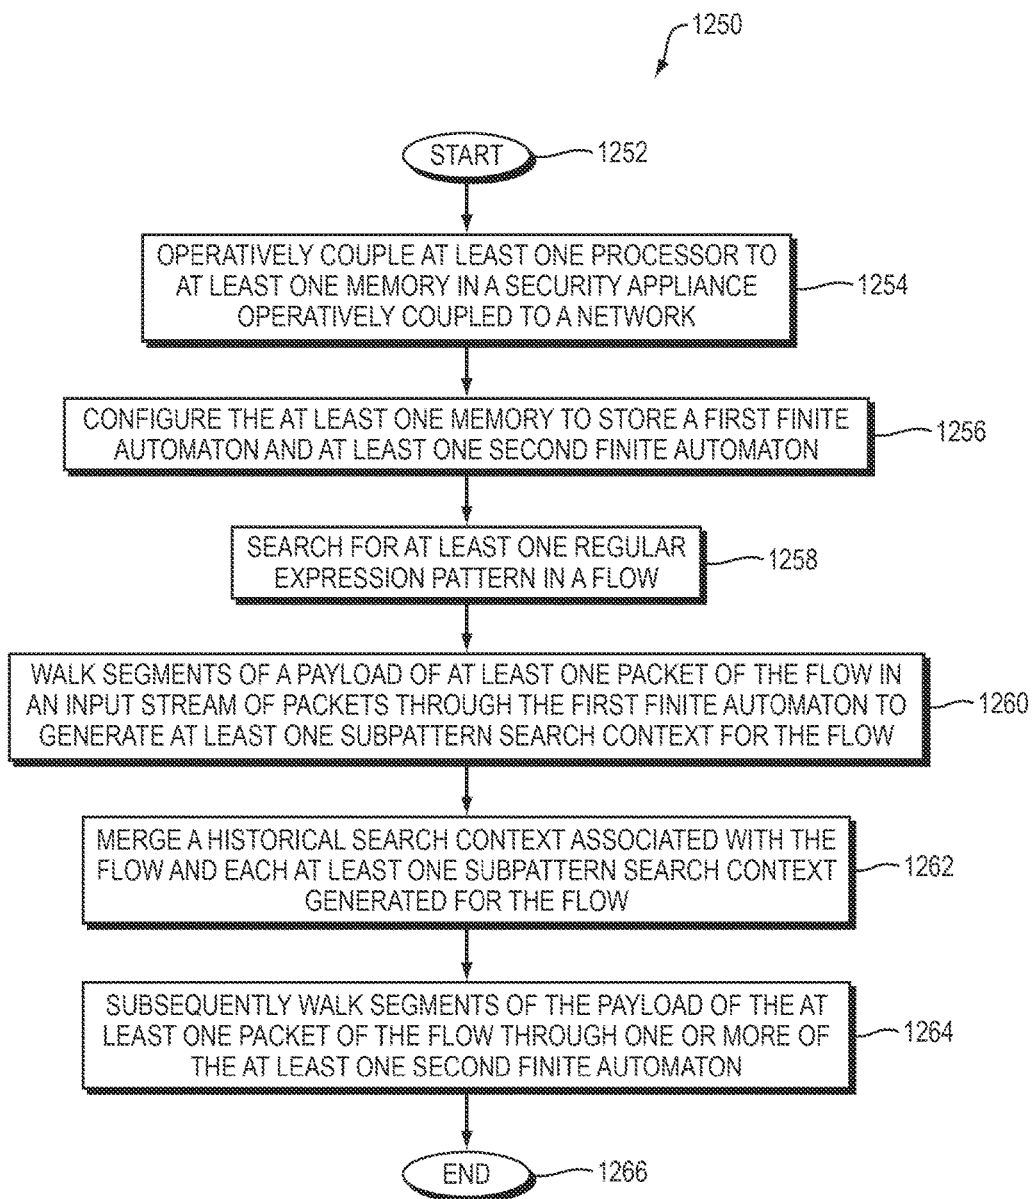 1250
START
1252
OPERATIVELY COUPLE AT LEAST ONE PROCESSOR TO
AT LEAST ONE MEMORY IN A SECURITY APPLIANCE
OPERATIVELY COUPLED TO A NETWORK
1254
CONFIGURE THE AT LEAST ONE MEMORY TO STORE A FIRST FINITE
AUTOMATON AND AT LEAST ONE SECOND FINITE AUTOMATON
1256
SEARCH FOR AT LEAST ONE REGULAR
EXPRESSION PATTERN IN A FLOW
1258
WALK SEGMENTS OF A PAYLOAD OF AT LEAST ONE PACKET OF THE FLOW IN
AN INPUT STREAM OF PACKETS THROUGH THE FIRST FINITE AUTOMATON TO
GENERATE AT LEAST ONE SUBPATTERN SEARCH CONTEXT FOR THE FLOW
1260
MERGE A HISTORICAL SEARCH CONTEXT ASSOCIATED WITH THE
FLOW AND EACH AT LEAST ONE SUBPATTERN SEARCH CONTEXT
GENERATED FOR THE FLOW
1262
SUBSEQUENTLY WALK SEGMENTS OF THE PAYLOAD OF THE AT
LEAST ONE PACKET OF THE FLOW THROUGH ONE OR MORE OF
THE AT LEAST ONE SECOND FINITE AUTOMATON
1264
END
1266